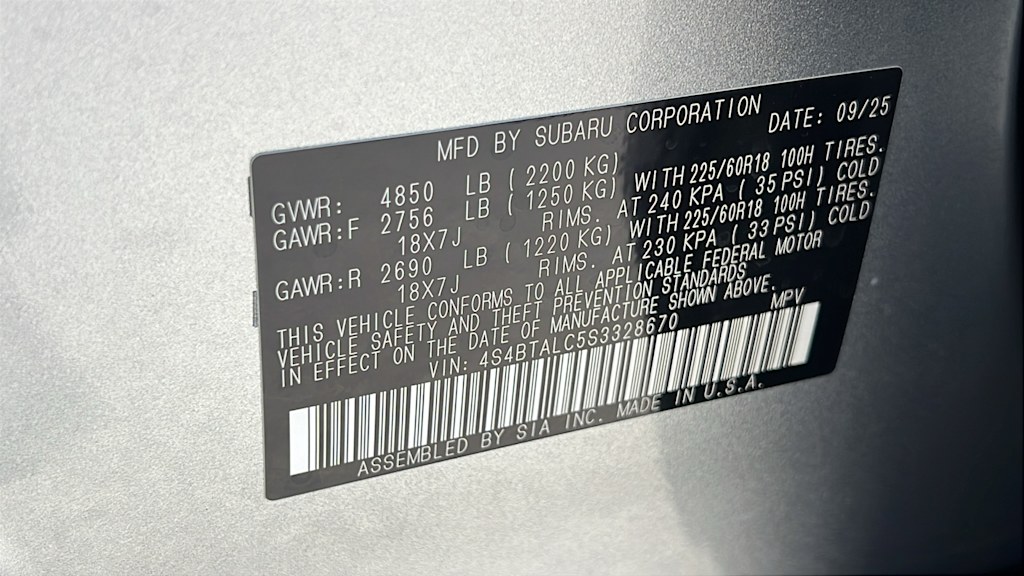 MFD BY SUBARU CORPORATION DATE: 09/25
GVWR: 4850 LB ( 2200 KG)
GAWR:F 2756 LB ( 1250 KG) WITH 225/60R18 100H TIRES.
18X7J RIMS. AT 240 KPA ( 35 PSI) COLD
GAWR:R 2690 LB ( 1220 KG) WITH 225/60R18 100H TIRES.
18X7J RIMS. AT 230 KPA ( 33 PSI) COLD
THIS VEHICLE CONFORMS TO ALL APPLICABLE FEDERAL MOTOR
VEHICLE SAFETY AND THEFT PREVENTION STANDARDS
IN EFFECT ON THE DATE OF MANUFACTURE SHOWN ABOVE.
VIN: 4S4BTALC5S3328670 MPV
ASSEMBLED BY SIA INC. MADE IN U.S.A.